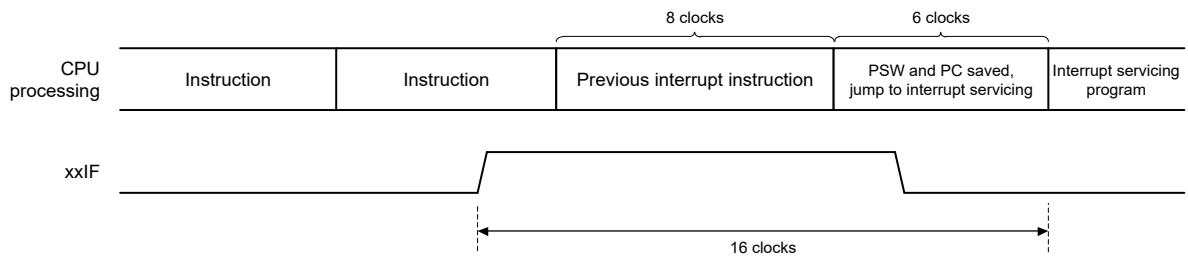 8 clocks
6 clocks
CPU
processing
Instruction
Instruction
Previous interrupt instruction
PSW and PC saved,
jump to interrupt servicing
Interrupt servicing
program
xxIF
16 clocks